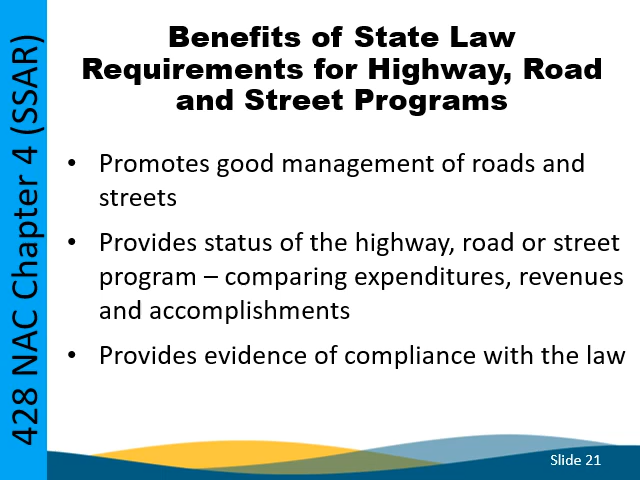 428 NAC Chapter 4 (SSAR)
Benefits of State Law
Requirements for Highway, Road
and Street Programs
• Promotes good management of roads and
streets
• Provides status of the highway, road or street
program – comparing expenditures, revenues
and accomplishments
• Provides evidence of compliance with the law
Slide 21